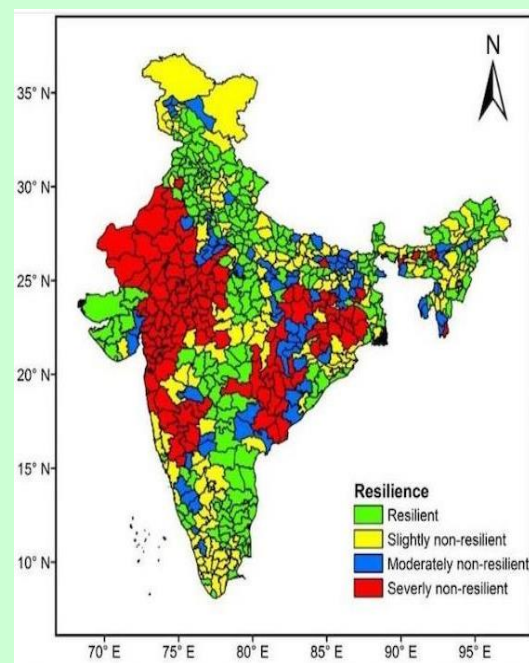 N
35° N
30° N
25° N
20° N
15° N
10° N
Resilience
Resilient
Slightly non-resilient
Moderately non-resilient
Severly non-resilient
70° E 75° E 80° E 85° E 90° E 95° E